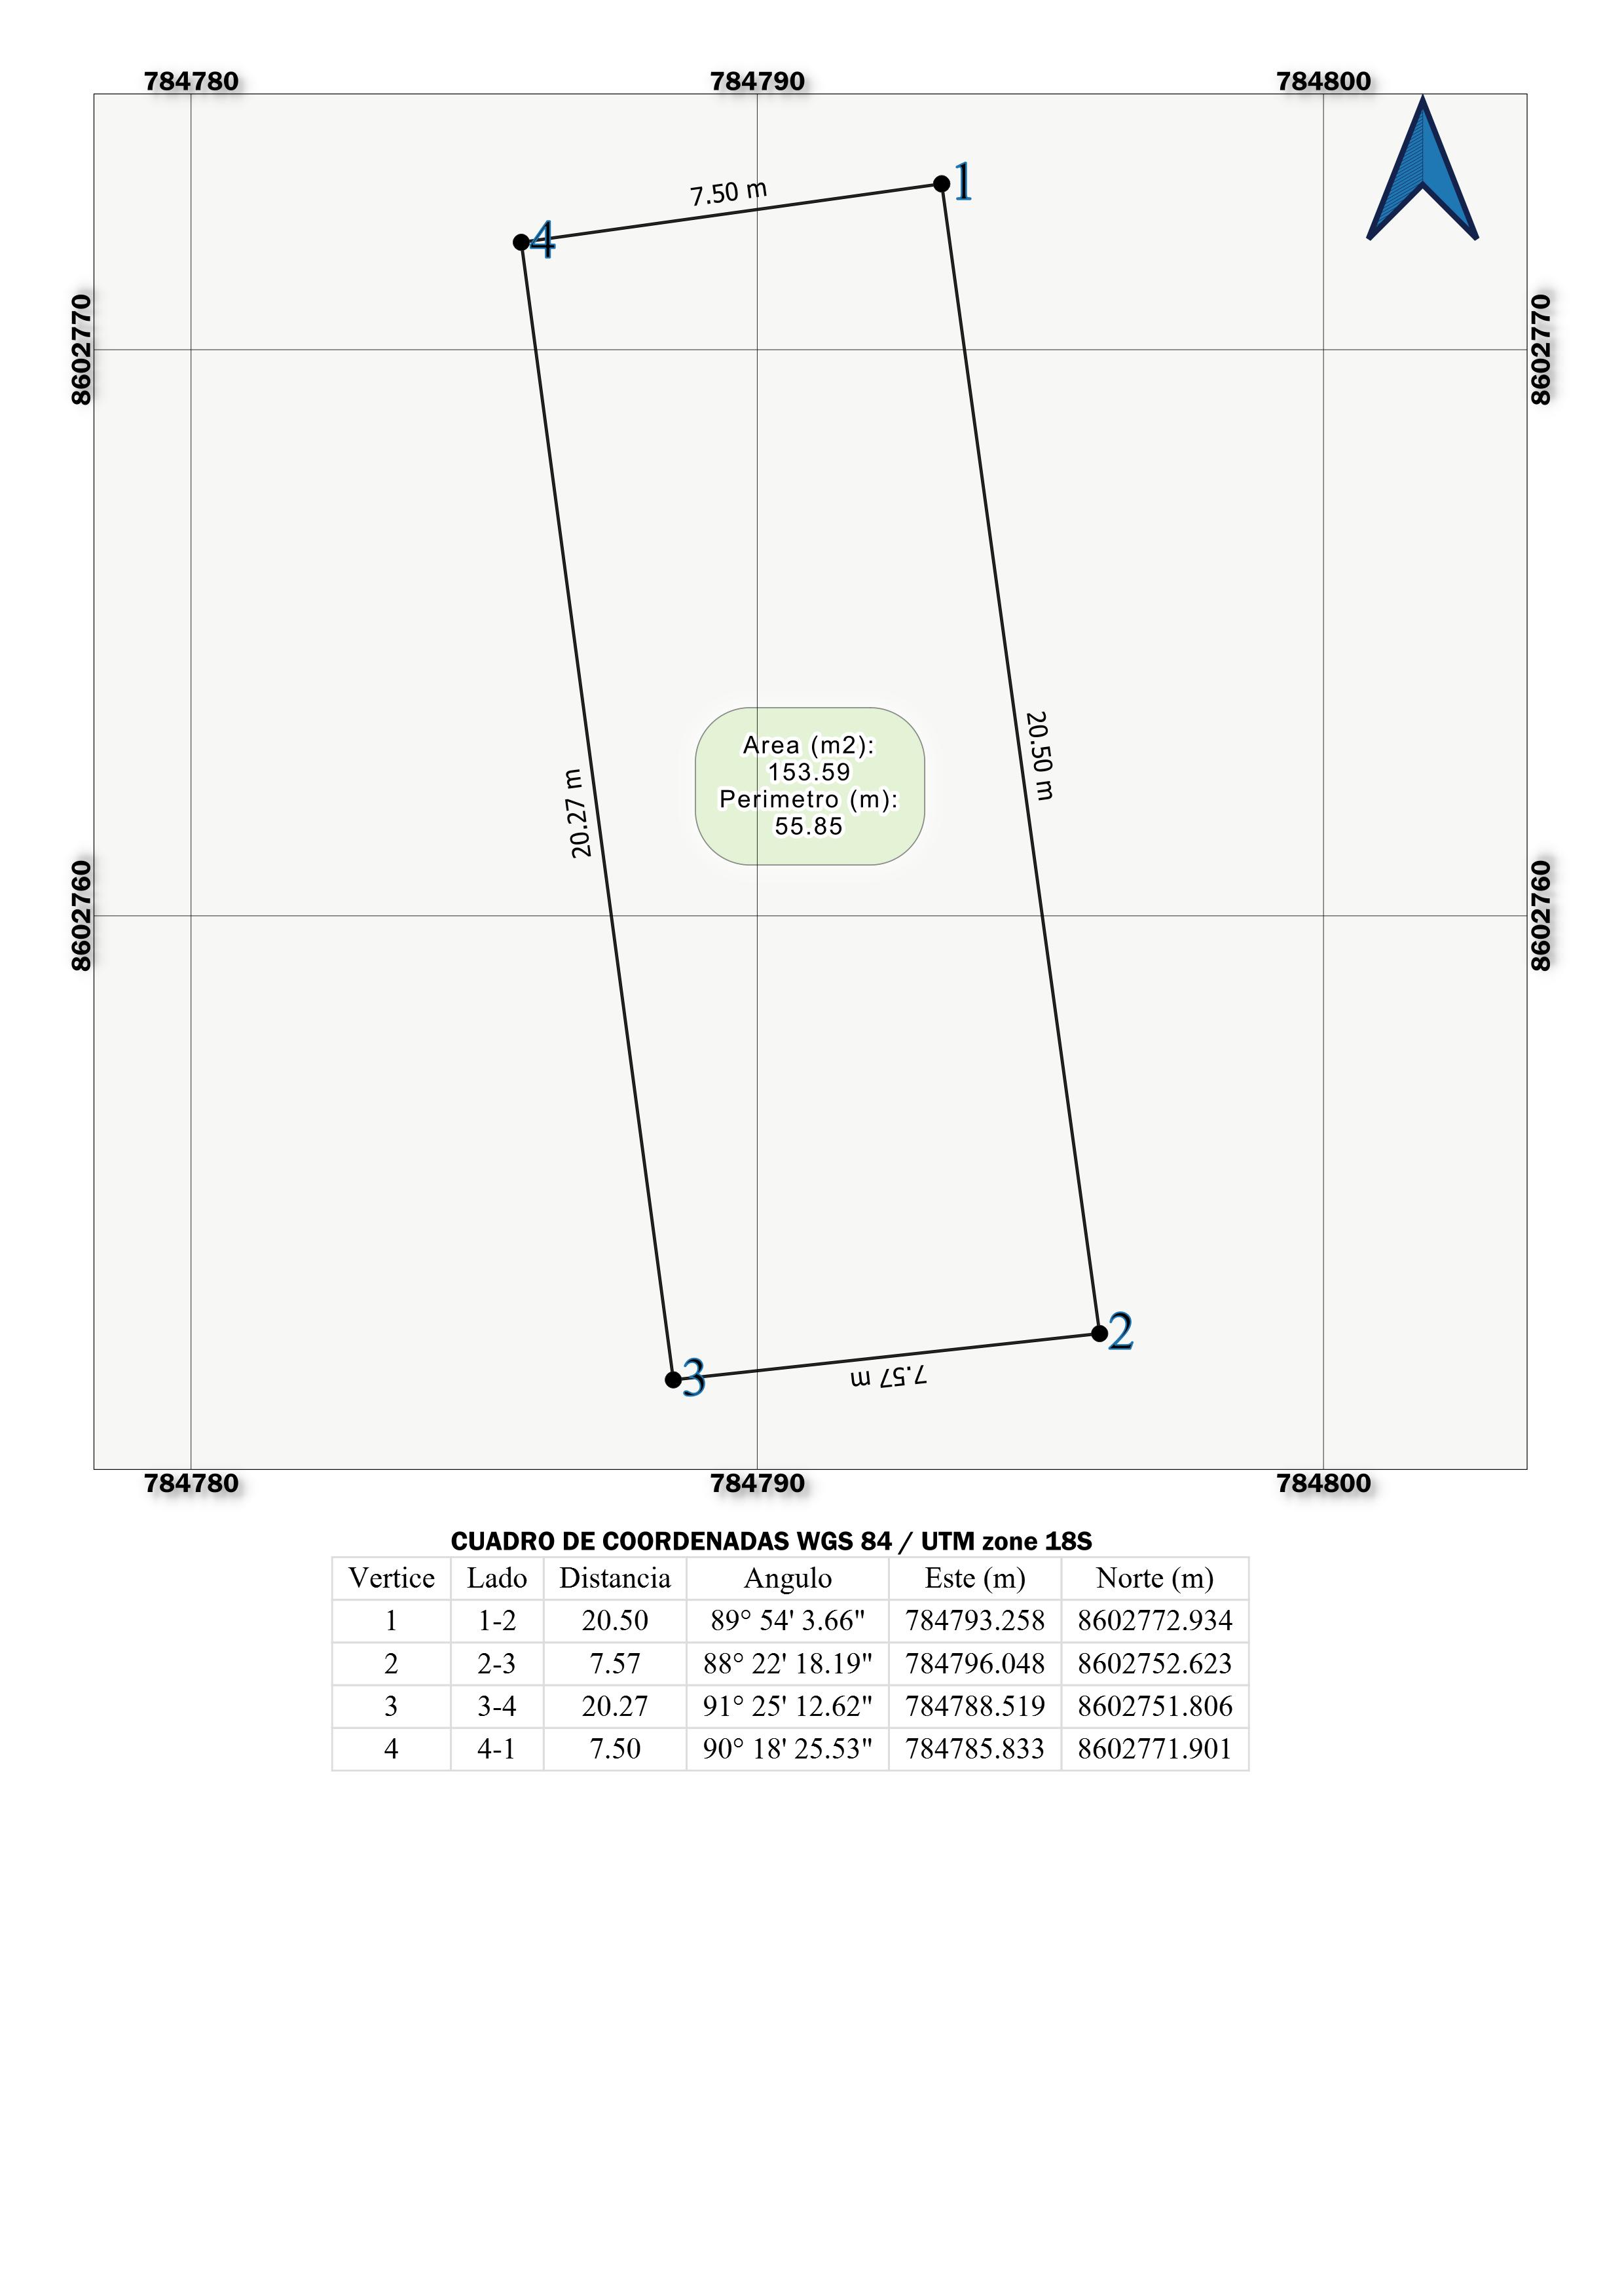 784780 784790 784800
1
7.50 m
4
8602770 8602770
20.50 m
Area (m2):
153.59
Perimetro (m):
55.85
20.27 m
8602760 8602760
2
7.57 m
3
784780 784790 784800
CUADRO DE COORDENADAS WGS 84 / UTM zone 18S
Vertice Lado Distancia Angulo Este (m) Norte (m)
1 1-2 20.50 89° 54' 3.66" 784793.258 8602772.934
2 2-3 7.57 88° 22' 18.19" 784796.048 8602752.623
3 3-4 20.27 91° 25' 12.62" 784788.519 8602751.806
4 4-1 7.50 90° 18' 25.53" 784785.833 8602771.901